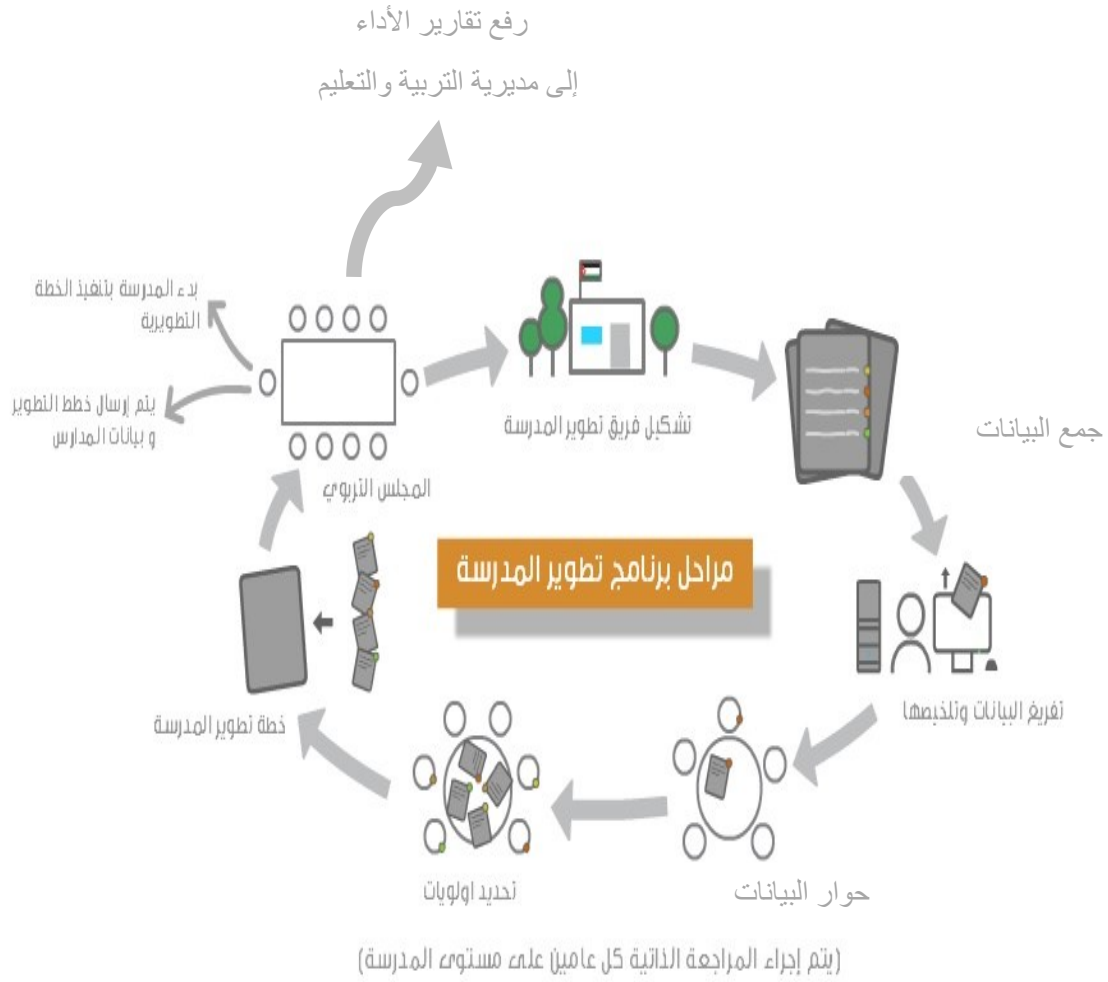 رفع تقارير الأداء
إلى مديرية التربية والتعليم
بدء المدرسة بتنفيذ الخطة
التطويرية
يتم إرسال خطط التطوير
و بيانات المدارس
المجلس التربوي
تشكيل فريق تطوير المدرسة
جمع البيانات
مراحل برنامج تطوير المدرسة
تفريغ البيانات وتلخيصها
خطة تطوير المدرسة
حوار البيانات
تحديد اولويات
(يتم إجراء المراجعة الذاتية كل عامين على مستوى المدرسة)